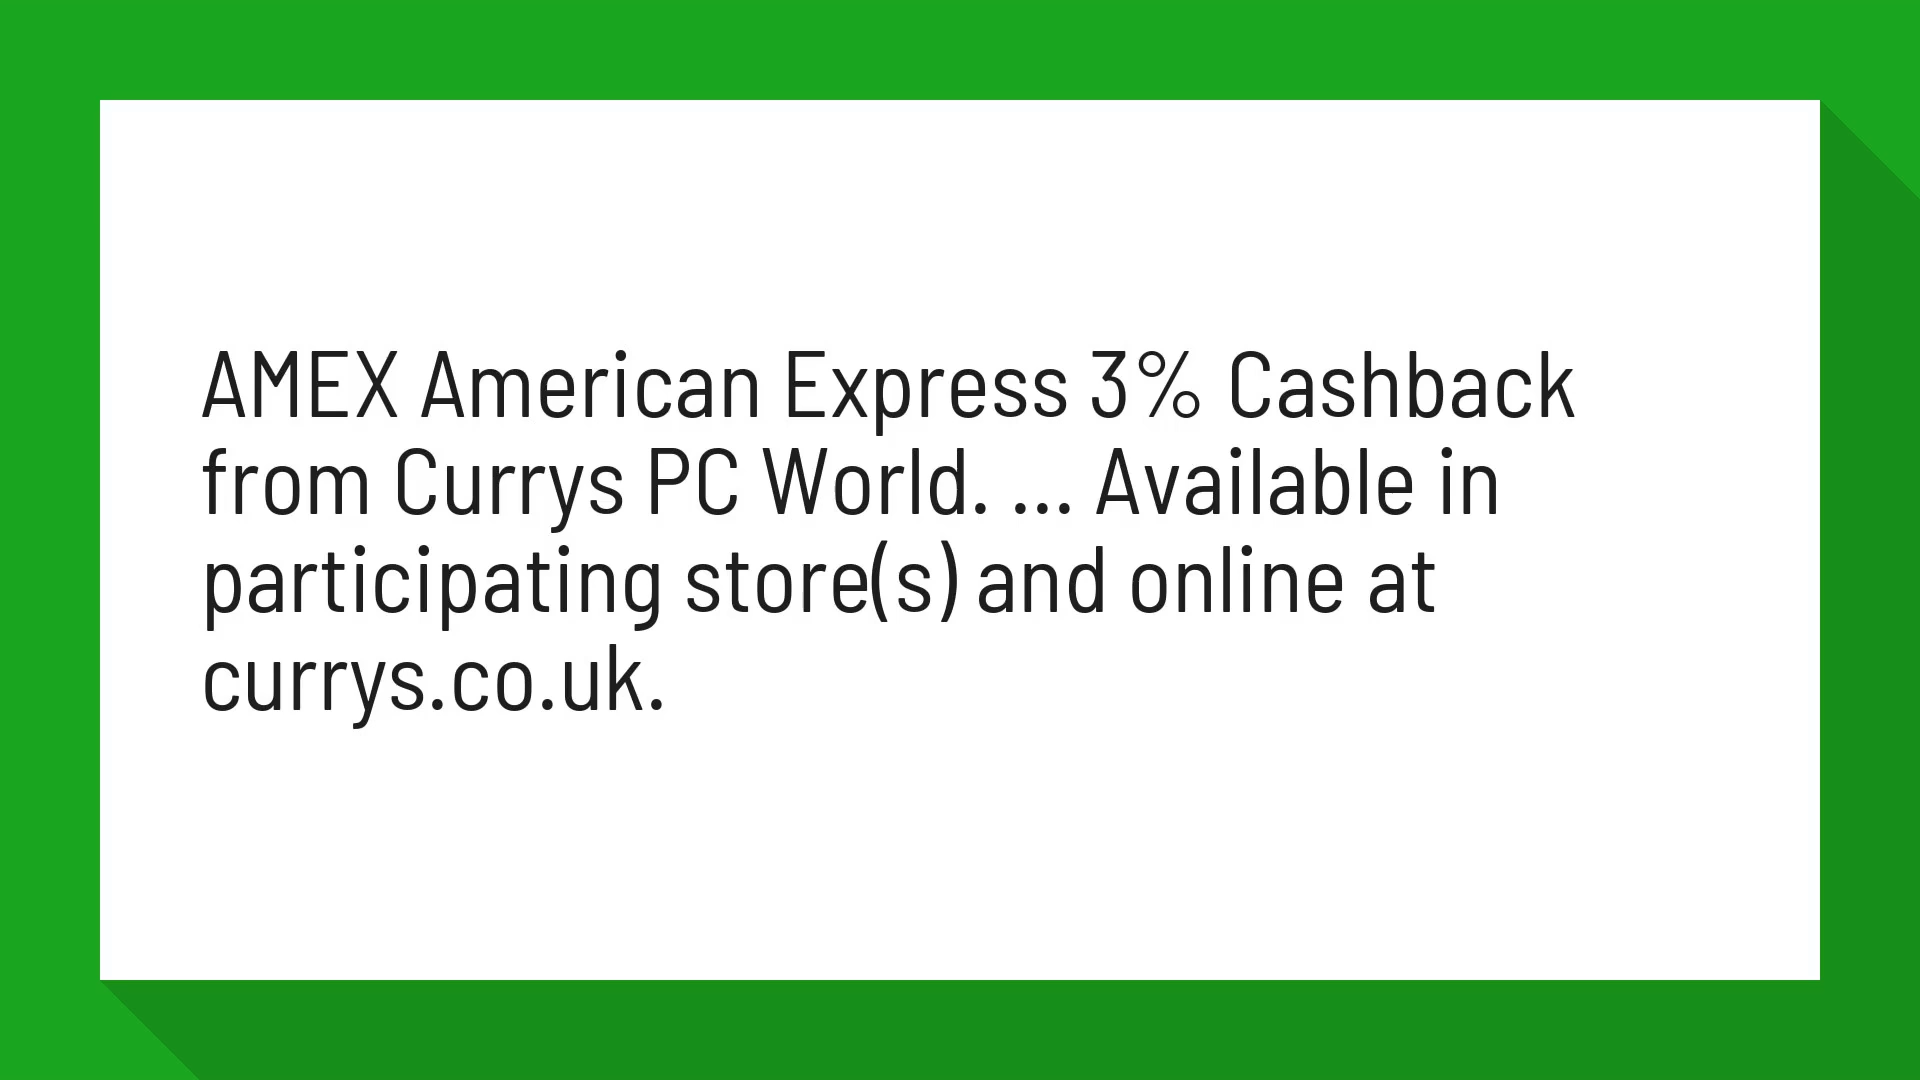 AMEX American Express 3% Cashback
from Currys PC World. ... Available in
participating store(s) and online at
currys.co.uk.